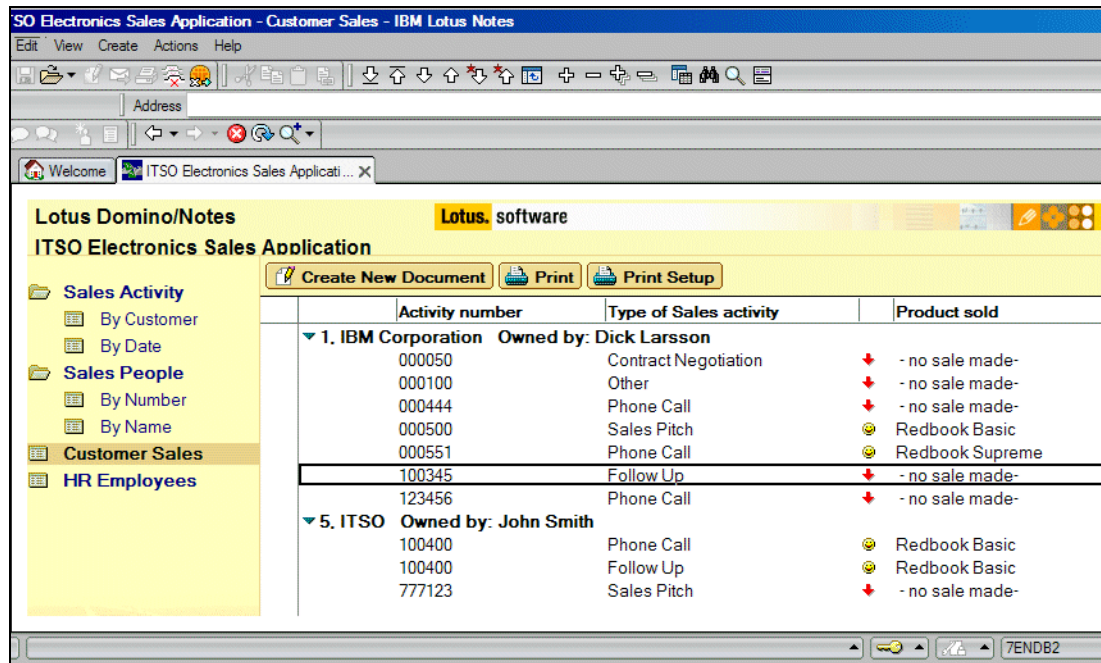 SO Electronics Sales Application - Customer Sales - IBM Lotus Notes
Edit View Create Actions Help
Address
Welcome ITSO Electronics Sales Applicati...
Lotus Domino/Notes
Lotus. software
ITSO Electronics Sales Application
Create New Document Print Print Setup
Sales Activity
By Customer
By Date
Sales People
By Number
By Name
Customer Sales
HR Employees
Activity number Type of Sales activity Product sold
1. IBM Corporation Owned by: Dick Larsson
000050 Contract Negotiation - no sale made-
000100 Other - no sale made-
000444 Phone Call - no sale made-
000500 Sales Pitch Redbook Basic
000551 Phone Call Redbook Supreme
100345 Follow Up - no sale made-
123456 Phone Call - no sale made-
5. ITSO Owned by: John Smith
100400 Phone Call Redbook Basic
100400 Follow Up Redbook Basic
777123 Sales Pitch - no sale made-
7ENDB2